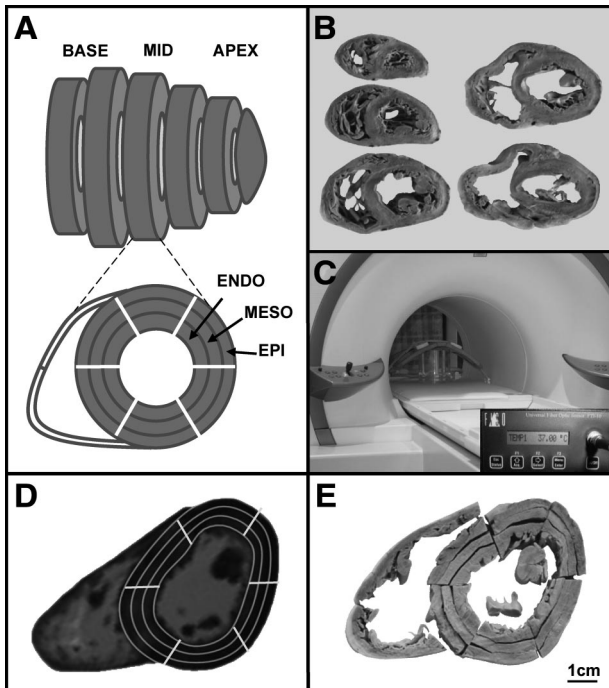 A
BASE MID APEX
ENDO
MESO
EPI
B
C
TEMP1 37.00 °C
D
E
1cm